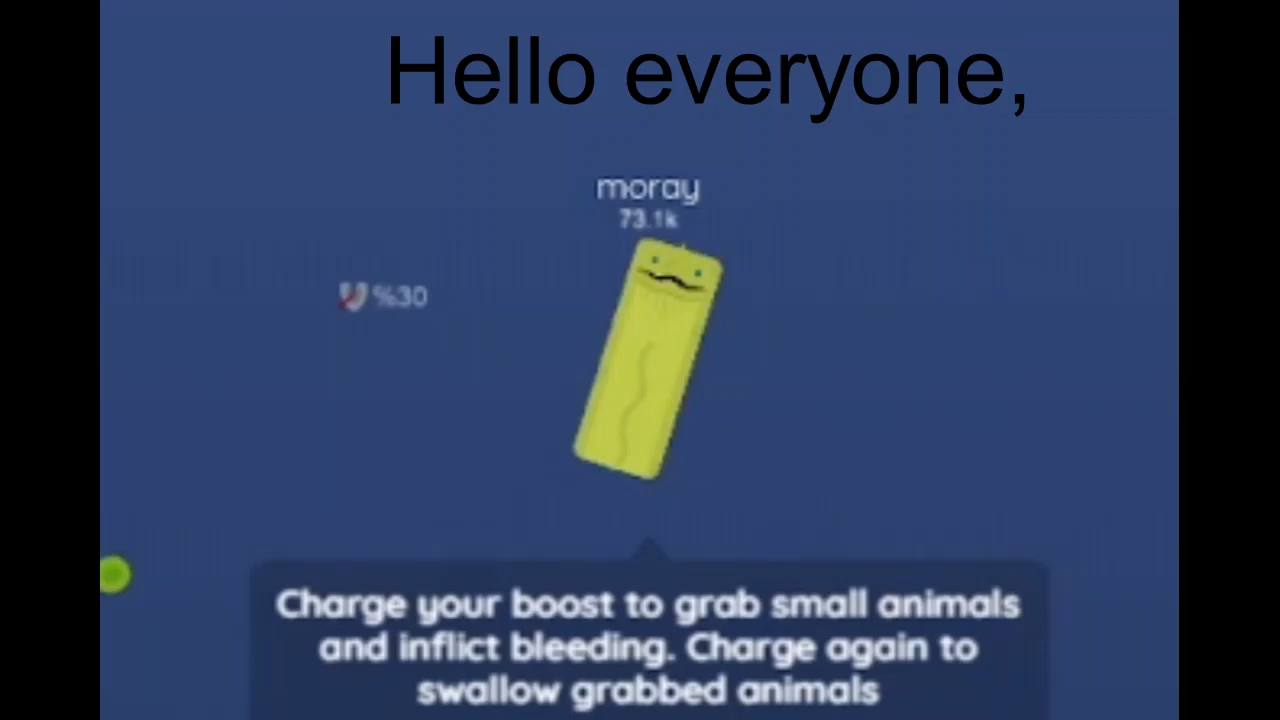 Hello everyone,
moray
73.1k
%30
Charge your boost to grab small animals
and inflict bleeding. Charge again to
swallow grabbed animals